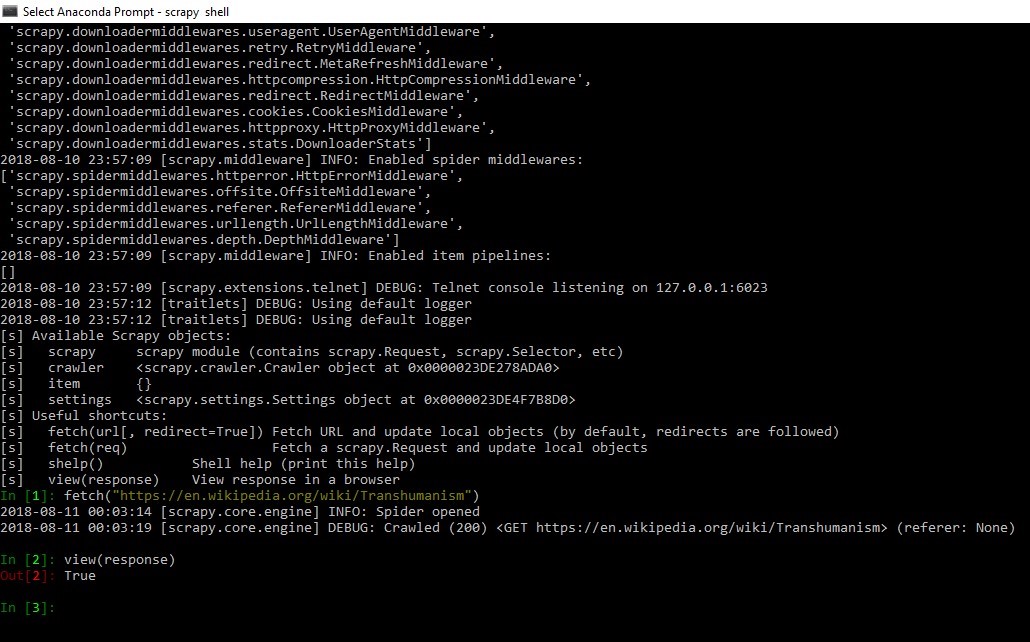 Select Anaconda Prompt - scrapy  shell
 'scrapy.downloadermiddlewares.useragent.UserAgentMiddleware',
 'scrapy.downloadermiddlewares.retry.RetryMiddleware',
 'scrapy.downloadermiddlewares.redirect.MetaRefreshMiddleware',
 'scrapy.downloadermiddlewares.httpcompression.HttpCompressionMiddleware',
 'scrapy.downloadermiddlewares.redirect.RedirectMiddleware',
 'scrapy.downloadermiddlewares.cookies.CookiesMiddleware',
 'scrapy.downloadermiddlewares.httpproxy.HttpProxyMiddleware',
 'scrapy.downloadermiddlewares.stats.DownloaderStats']
2018-08-10 23:57:09 [scrapy.middleware] INFO: Enabled spider middlewares:
['scrapy.spidermiddlewares.httperror.HttpErrorMiddleware',
 'scrapy.spidermiddlewares.offsite.OffsiteMiddleware',
 'scrapy.spidermiddlewares.referer.RefererMiddleware',
 'scrapy.spidermiddlewares.urllength.UrlLengthMiddleware',
 'scrapy.spidermiddlewares.depth.DepthMiddleware']
2018-08-10 23:57:09 [scrapy.middleware] INFO: Enabled item pipelines:
[]
2018-08-10 23:57:09 [scrapy.extensions.telnet] DEBUG: Telnet console listening on 127.0.0.1:6023
2018-08-10 23:57:12 [traitlets] DEBUG: Using default logger
2018-08-10 23:57:12 [traitlets] DEBUG: Using default logger
[s] Available Scrapy objects:
[s]   scrapy     scrapy module (contains scrapy.Request, scrapy.Selector, etc)
[s]   crawler    <scrapy.crawler.Crawler object at 0x0000023DE278ADA0>
[s]   item       {}
[s]   settings   <scrapy.settings.Settings object at 0x0000023DE4F7B8D0>
[s] Useful shortcuts:
[s]   fetch(url[, redirect=True]) Fetch URL and update local objects (by default, redirects are followed)
[s]   fetch(req)                  Fetch a scrapy.Request and update local objects
[s]   shelp()           Shell help (print this help)
[s]   view(response)    View response in a browser
In [1]: fetch("https://en.wikipedia.org/wiki/Transhumanism")
2018-08-11 00:03:14 [scrapy.core.engine] INFO: Spider opened
2018-08-11 00:03:19 [scrapy.core.engine] DEBUG: Crawled (200) <GET https://en.wikipedia.org/wiki/Transhumanism> (referer: None)
In [2]: view(response)
Out[2]: True
In [3]: